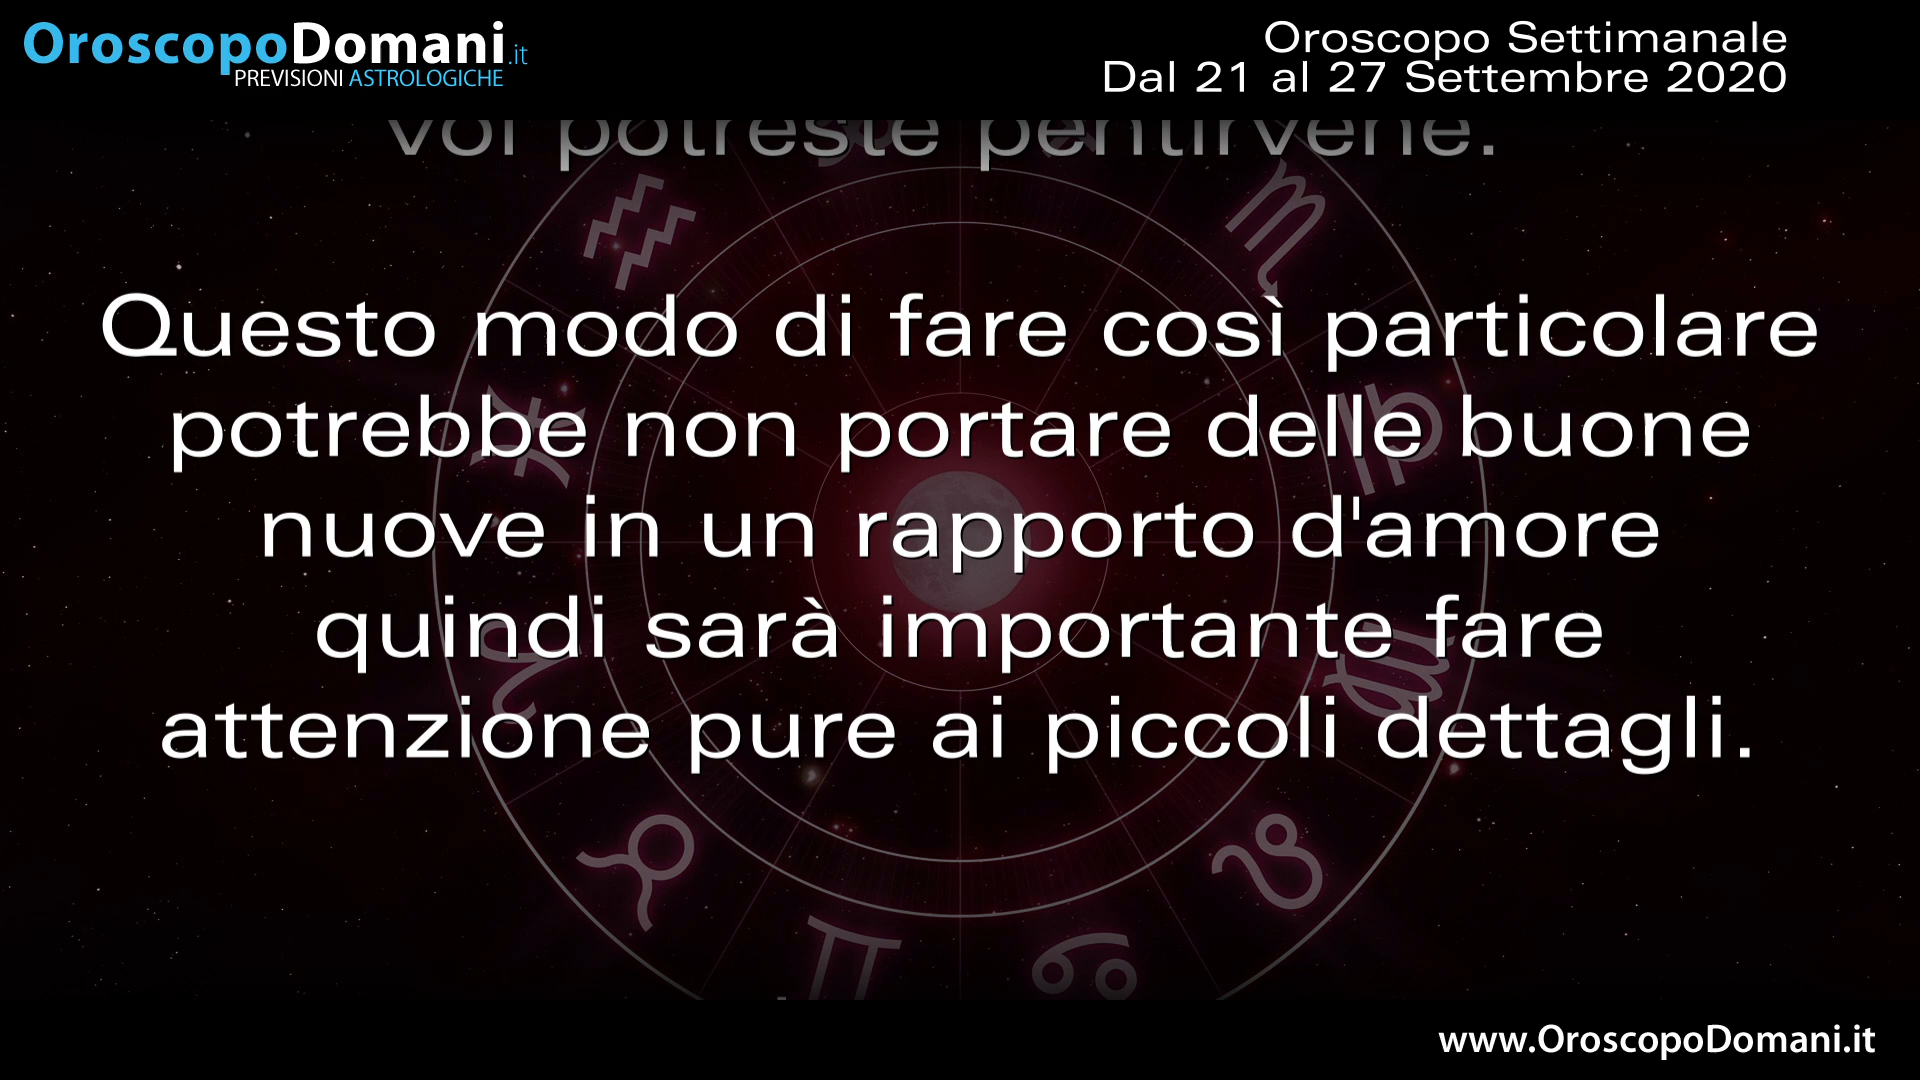 OroscopoDomani.it
PREVISIONI ASTROLOGICHE
Oroscopo Settimanale
Dal 21 al 27 Settembre 2020
voi potreste pentirvene.
Questo modo di fare così particolare
potrebbe non portare delle buone
nuove in un rapporto d'amore
quindi sarà importante fare
attenzione pure ai piccoli dettagli.
www.OroscopoDomani.it